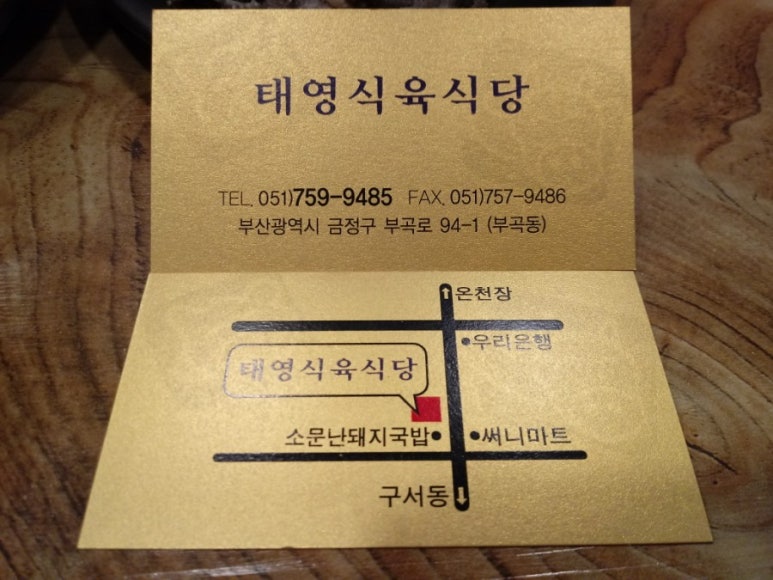 태영식육식당
TEL. 051)759-9485 FAX. 051)757-9486
부산광역시 금정구 부곡로 94-1 (부곡동)
온천장
우리은행
태영식육식당
소문난돼지국밥
써니마트
구서동